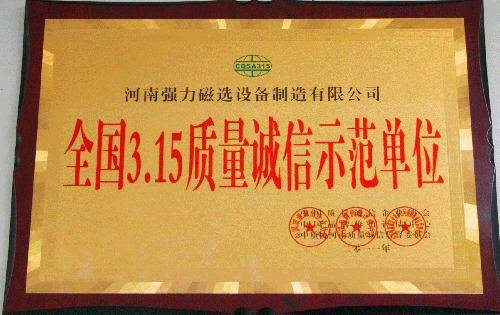 CQSA315
河南强力磁选设备制造有限公司
全国3.15质量诚信示范单位
二〇一一年